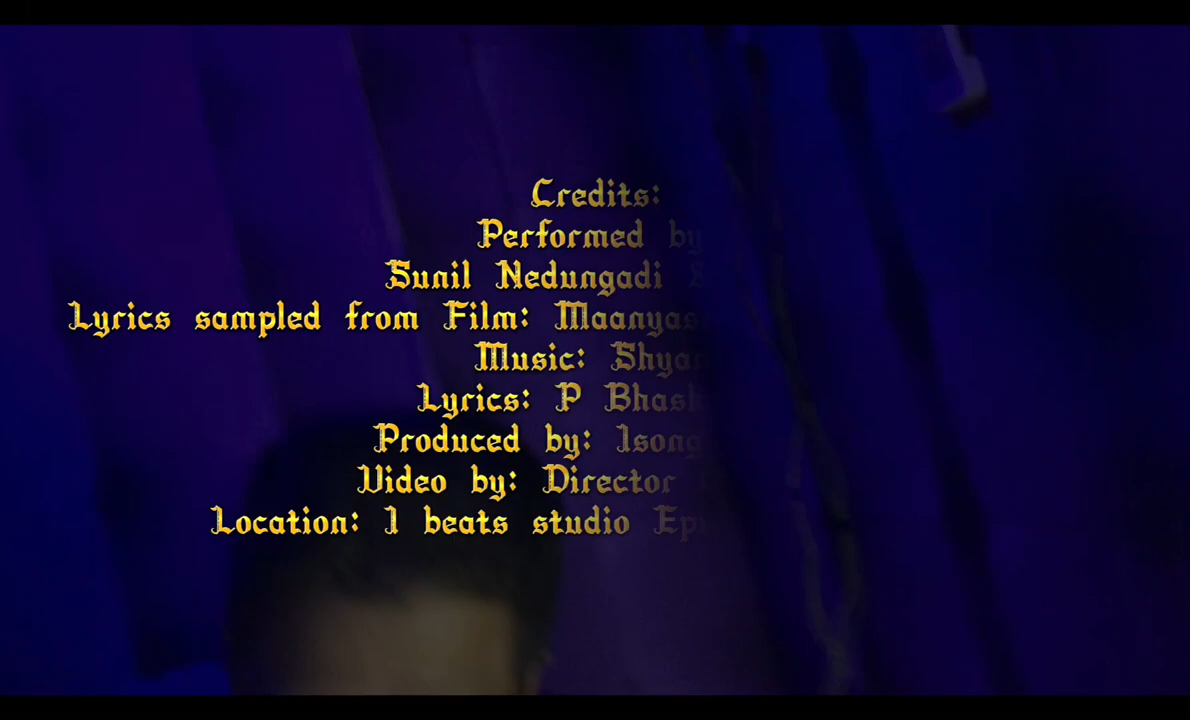 Credits:
Performed by
Sunil Nedungadi
Lyrics sampled from Film:
Music:
Lyrics: P
Produced by:
Video by: Director
Location: 1 beats studio